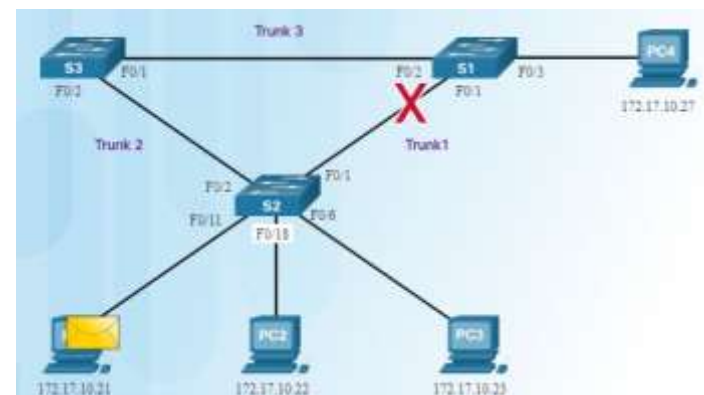 Trunk 3
S3
F0/1
F0/2
F0/2
S1
F0/3
F0/1
PC4
172.17.10.27
Trunk 2
Trunk1
F0/2
F0/1
S2
F0/11
F0/18
F0/6
PC2
PC3
172.17.10.21
172.17.10.22
172.17.10.23